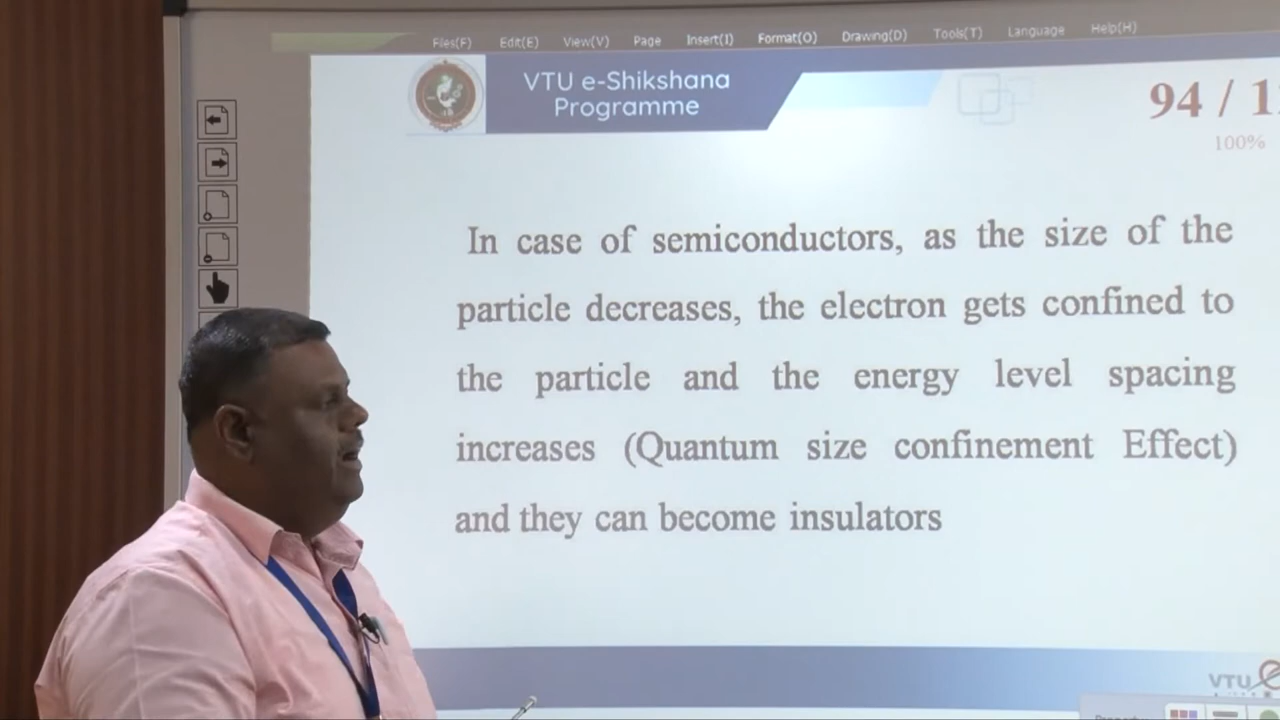 Files(F) Edit(E) View(V) Page Insert(I) Format(O) Drawing(D) Tools(T) Language Help(H)
VTU e-Shikshana
Programme
94 / 1
100%
In case of semiconductors, as the size of the
particle decreases, the electron gets confined to
the particle and the energy level spacing
increases (Quantum size confinement Effect)
and they can become insulators
VTU